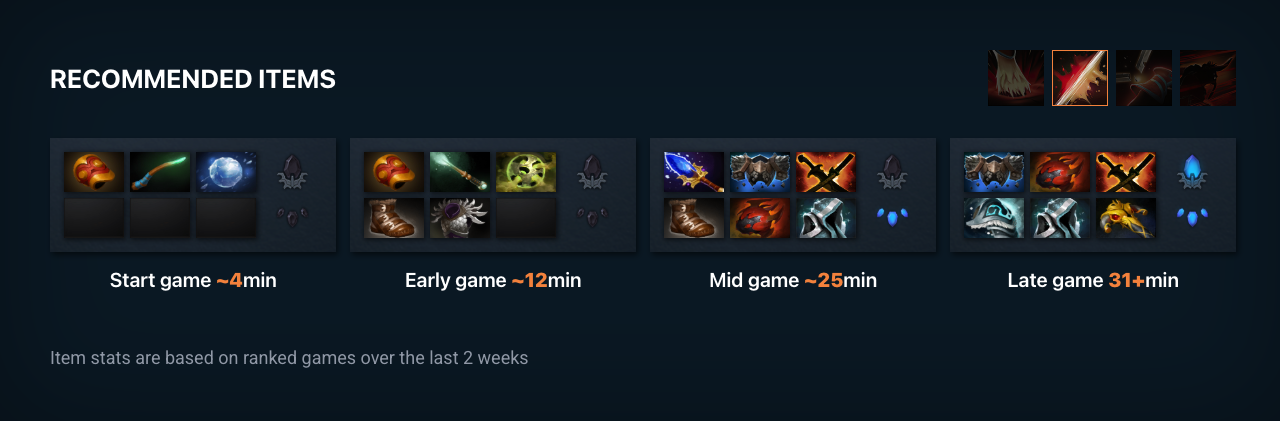 RECOMMENDED ITEMS
Start game ~4min
Early game ~12min
Mid game ~25min
Late game 31+min
Item stats are based on ranked games over the last 2 weeks